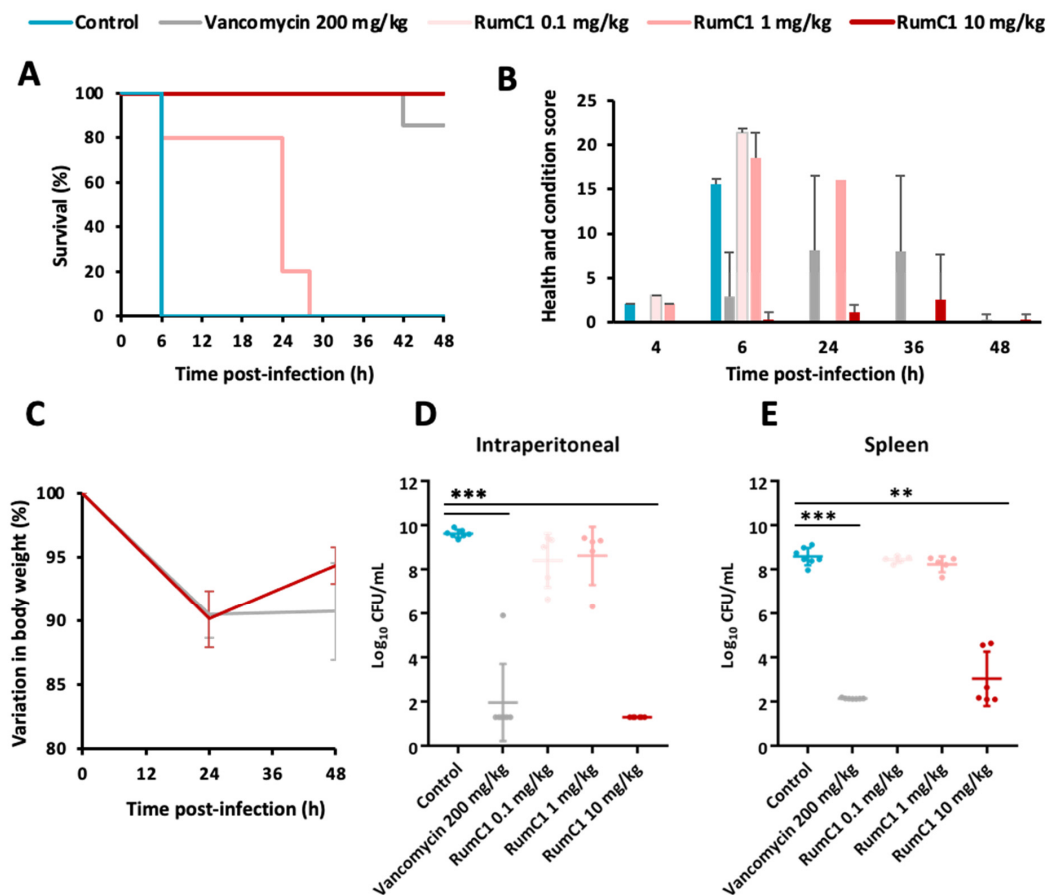 Control Vancomycin 200 mg/kg RumC1 0.1 mg/kg RumC1 1 mg/kg RumC1 10 mg/kg
A
Survival (%)
100
80
60
40
20
0
0 6 12 18 24 30 36 42 48
Time post-infection (h)
B
Health and condition score
25
20
15
10
5
0
4 6 24 36 48
Time post-infection (h)
C
Variation in body weight (%)
100
95
90
85
80
0 12 24 36 48
Time post-infection (h)
D
Intraperitoneal
Log₁₀ CFU/mL
12
10
8
6
4
2
0
***
Control
Vancomycin 200 mg/kg
RumC1 0.1 mg/kg
RumC1 1 mg/kg
RumC1 10 mg/kg
E
Spleen
Log₁₀ CFU/mL
12
10
8
6
4
2
0
**
***
Control
Vancomycin 200 mg/kg
RumC1 0.1 mg/kg
RumC1 1 mg/kg
RumC1 10 mg/kg